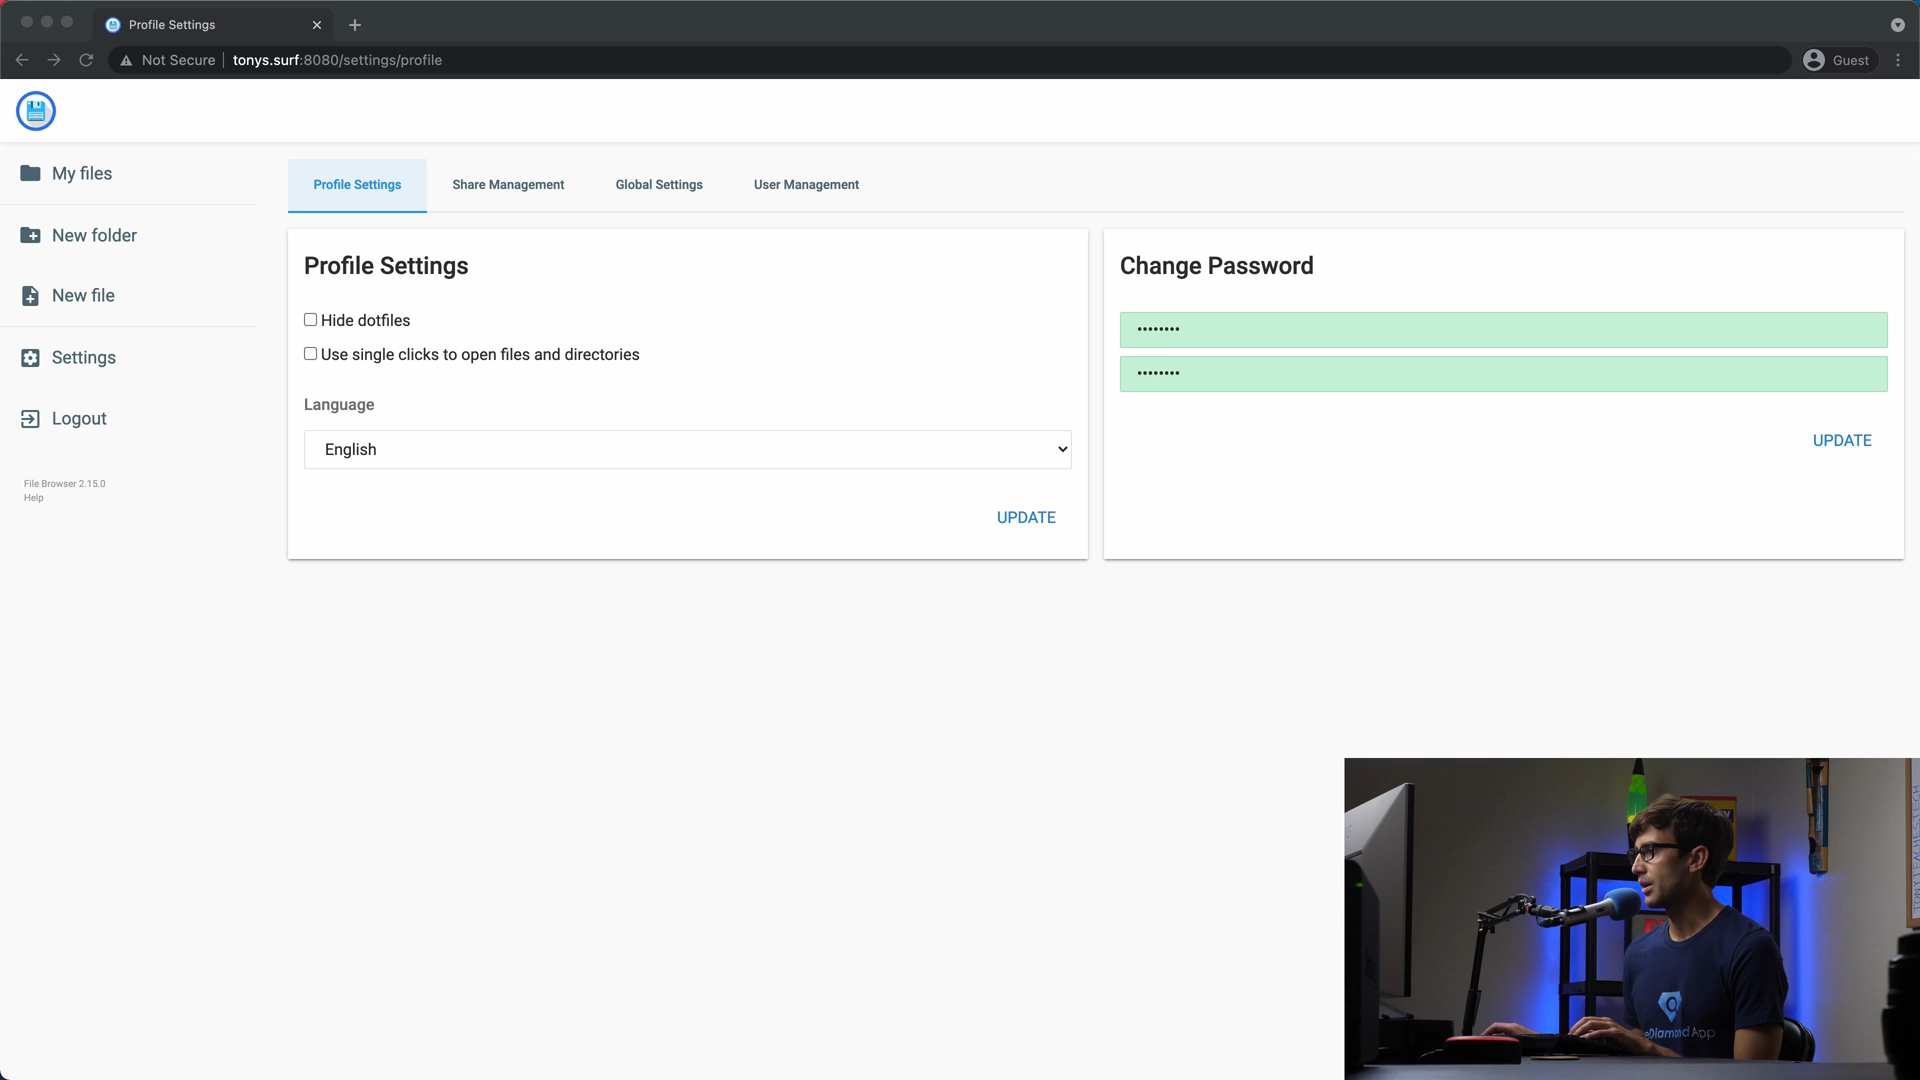 Profile Settings
Not Secure
tonys.surf:8080/settings/profile
Guest
My files
New folder
New file
Settings
Logout
File Browser 2.15.0
Help
Profile Settings
Share Management
Global Settings
User Management
Profile Settings
Hide dotfiles
Use single clicks to open files and directories
Language
English
UPDATE
Change Password
••••••••
••••••••
UPDATE
eDiamond App